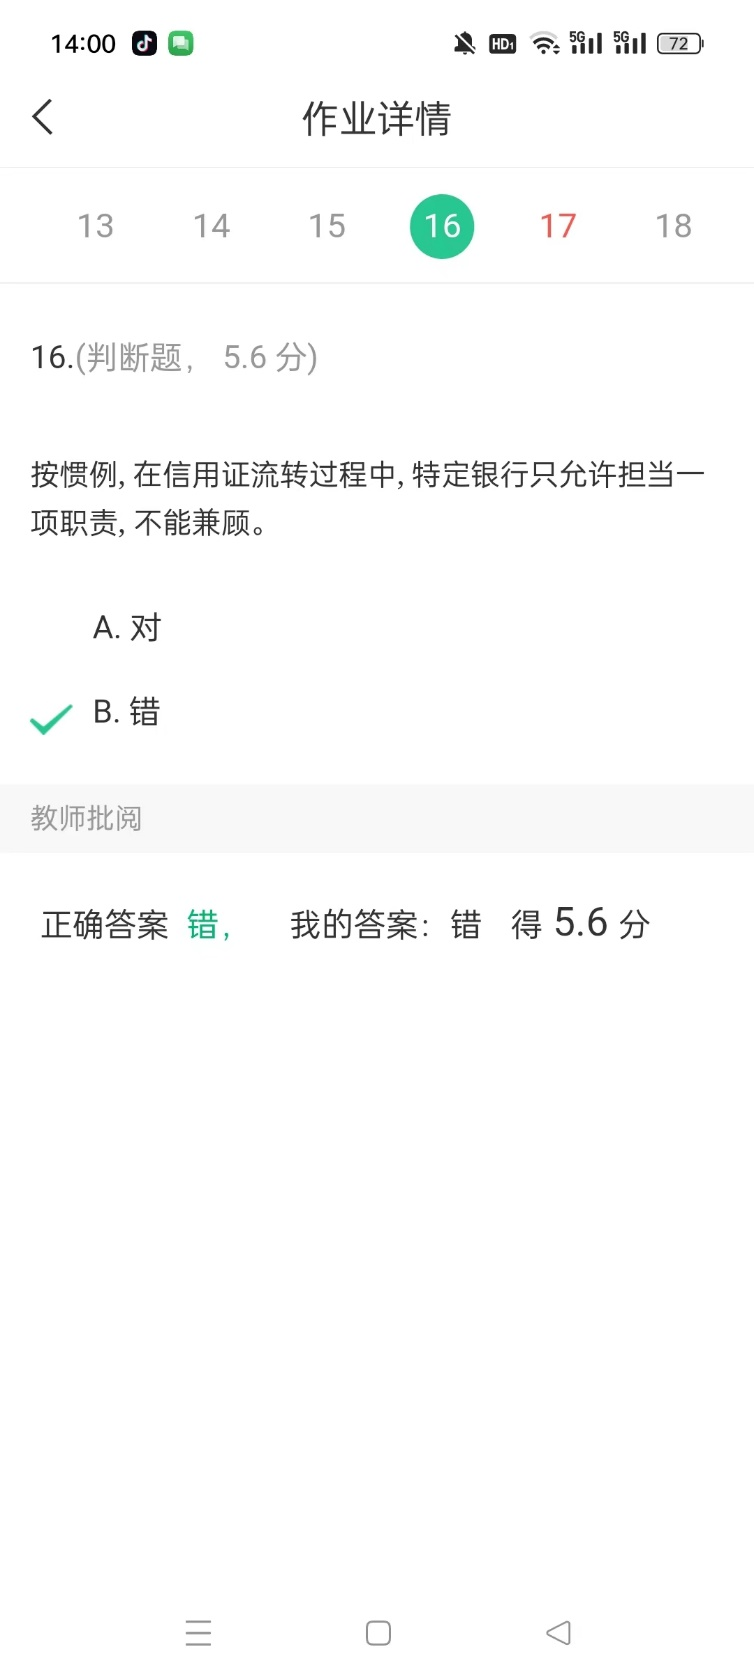 14:00 HD1 5G 5G 72
作业详情
13 14 15 16 17 18
16.(判断题， 5.6 分)
按惯例, 在信用证流转过程中, 特定银行只允许担当一
项职责, 不能兼顾。
A. 对
B. 错
教师批阅
正确答案 错， 我的答案：错 得 5.6 分